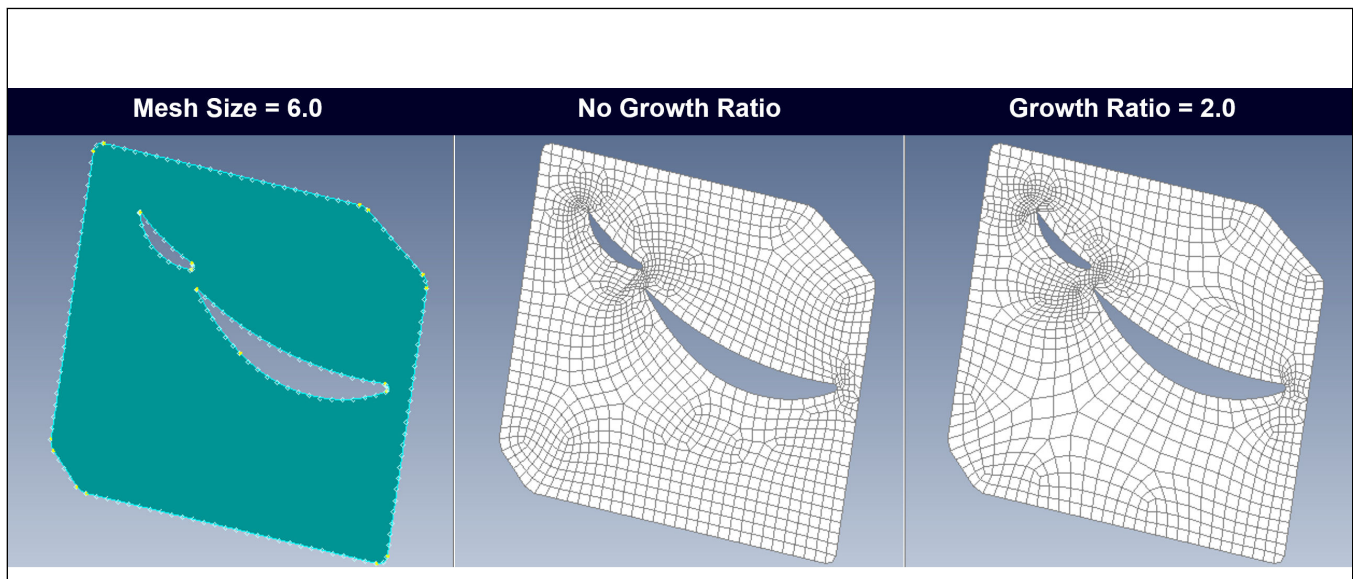 Mesh Size = 6.0
No Growth Ratio
Growth Ratio = 2.0